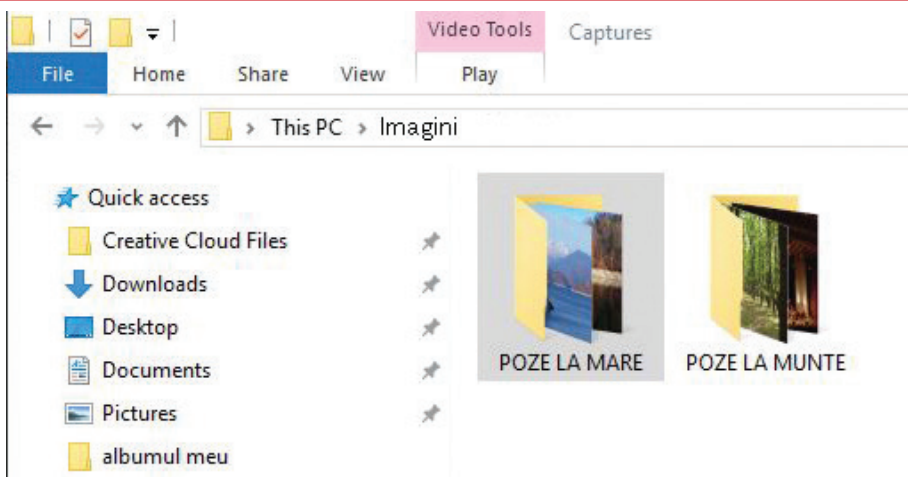 Video Tools Captures
File Home Share View Play
This PC Imagini
Quick access
Creative Cloud Files
Downloads
Desktop
Documents
Pictures
albumul meu
POZE LA MARE POZE LA MUNTE